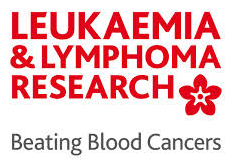 LEUKAEMIA
& LYMPHOMA
RESEARCH
Beating Blood Cancers